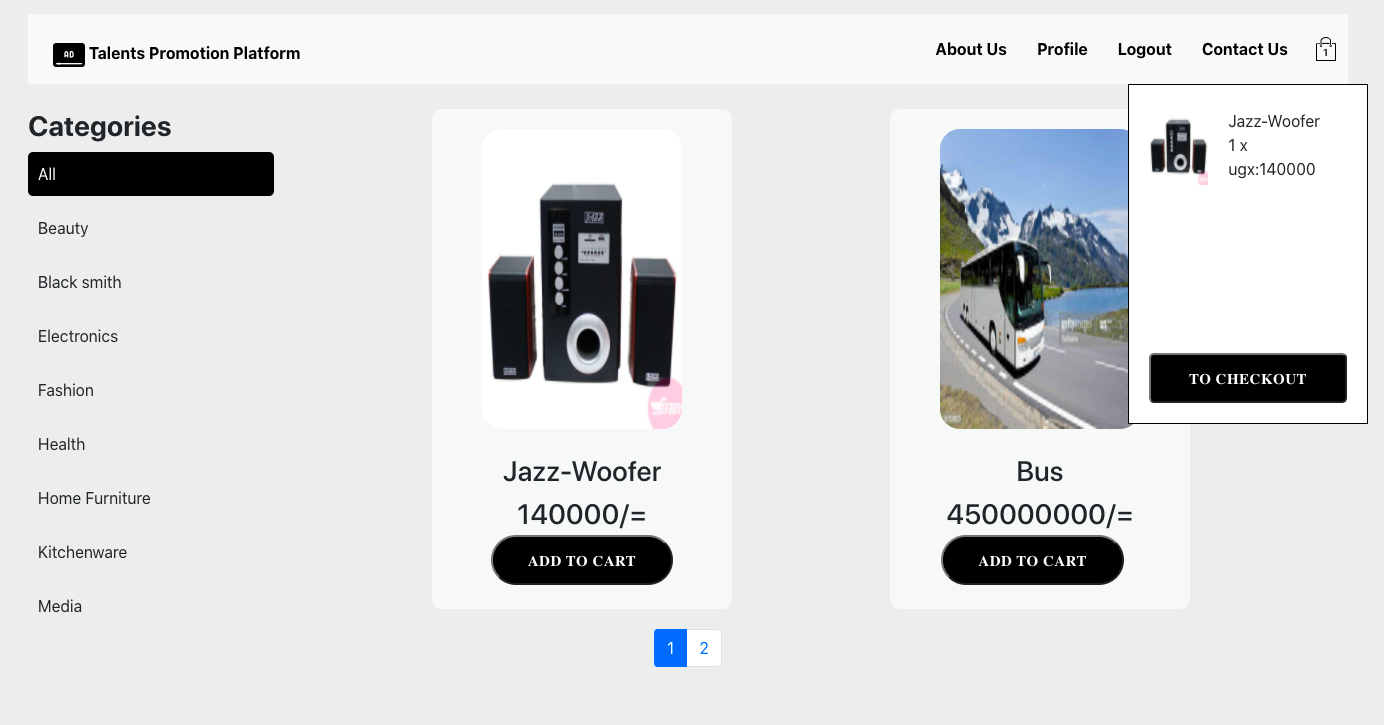 AD
Talents Promotion Platform
About Us
Profile
Logout
Contact Us
1
Categories
All
Beauty
Black smith
Electronics
Fashion
Health
Home Furniture
Kitchenware
Media
JAZZ
Jazz-Woofer
140000/=
ADD TO CART
gettyimages
Bus
450000000/=
ADD TO CART
Jazz-Woofer
1 x
ugx:140000
TO CHECKOUT
1
2